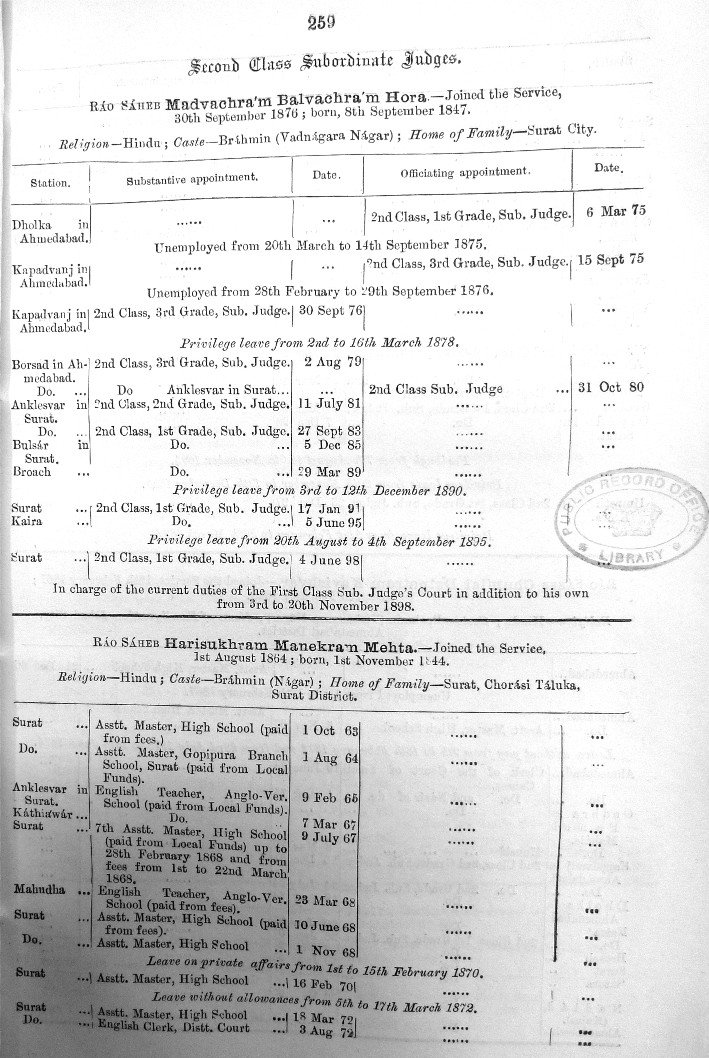 259
Second Class Subordinate Judges.
RÁO SÁHEB Madvachra'm Balvachra'm Hora.—Joined the Service,
30th September 1876; born, 8th September 1847.
Religion—Hindu; Caste—Bráhmin (Vadnágara Nágar); Home of Family—Surat City.
Station. Substantive appointment. Date. Officiating appointment. Date.
Dholka in ...... ... 2nd Class, 1st Grade, Sub. Judge. 6 Mar 75
Ahmedabad.
Unemployed from 20th March to 14th September 1875.
Kapadvanj in ...... ... 2nd Class, 3rd Grade, Sub. Judge. 15 Sept 75
Ahmedabad.
Unemployed from 28th February to 29th September 1876.
Kapadvanj in 2nd Class, 3rd Grade, Sub. Judge. 30 Sept 76 ...... ...
Ahmedabad.
Privilege leave from 2nd to 16th March 1878.
Borsad in Ah- 2nd Class, 3rd Grade, Sub. Judge. 2 Aug 79 ...... ...
medabad.
Do. ... Do Anklesvar in Surat... ... 2nd Class Sub. Judge ... 31 Oct 80
Anklesvar in 2nd Class, 2nd Grade, Sub. Judge. 11 July 81 ...... ...
Surat.
Do. ... 2nd Class, 1st Grade, Sub. Judge. 27 Sept 83 ...... ...
Bulsár in Do. ... 5 Dec 85 ...... ...
Surat.
Broach ... Do. ... 29 Mar 89 ...... ...
Privilege leave from 3rd to 12th December 1890.
Surat ... 2nd Class, 1st Grade, Sub. Judge. 17 Jan 91 ......
Kaira ... Do. ... 5 June 95 ......
Privilege leave from 20th August to 4th September 1895.
Surat ... 2nd Class, 1st Grade, Sub. Judge. 4 June 98 ......
PUBLIC RECORD OFFICE
LIBRARY
In charge of the current duties of the First Class Sub. Judge's Court in addition to his own
from 3rd to 20th November 1898.
RÁO SÁHEB Harisukhram Manekram Mehta.—Joined the Service,
1st August 1864; born, 1st November 1844.
Religion—Hindu; Caste—Bráhmin (Nágar); Home of Family—Surat, Chorási Táluka,
Surat District.
Surat ... Asstt. Master, High School (paid 1 Oct 63 ...... ...
from fees.)
Do. ... Asstt. Master, Gopipura Branch 1 Aug 64 ...... ...
School, Surat (paid from Local
Funds).
Anklesvar in English Teacher, Anglo-Ver. 9 Feb 65 ...... ...
Surat. School (paid from Local Funds).
Káthiáwár... Do. 7 Mar 67 ...... ...
Surat ... 7th Asstt. Master, High School 9 July 67 ...... ...
(paid from Local Funds) up to
28th February 1868 and from
fees from 1st to 22nd March
1868.
Mahudha ... English Teacher, Anglo-Ver. 23 Mar 68 ...... ...
School (paid from fees).
Surat ... Asstt. Master, High School (paid 10 June 68 ...... ...
from fees).
Do. ... Asstt. Master, High School ... 1 Nov 68 ...... ...
Leave on private affairs from 1st to 15th February 1870.
Surat ... Asstt. Master, High School ... 16 Feb 70 ...... ...
Leave without allowances from 5th to 17th March 1872.
Surat ... Asstt. Master, High School ... 18 Mar 72 ...... ...
Do. ... English Clerk, Distt. Court ... 3 Aug 72 ...... ...